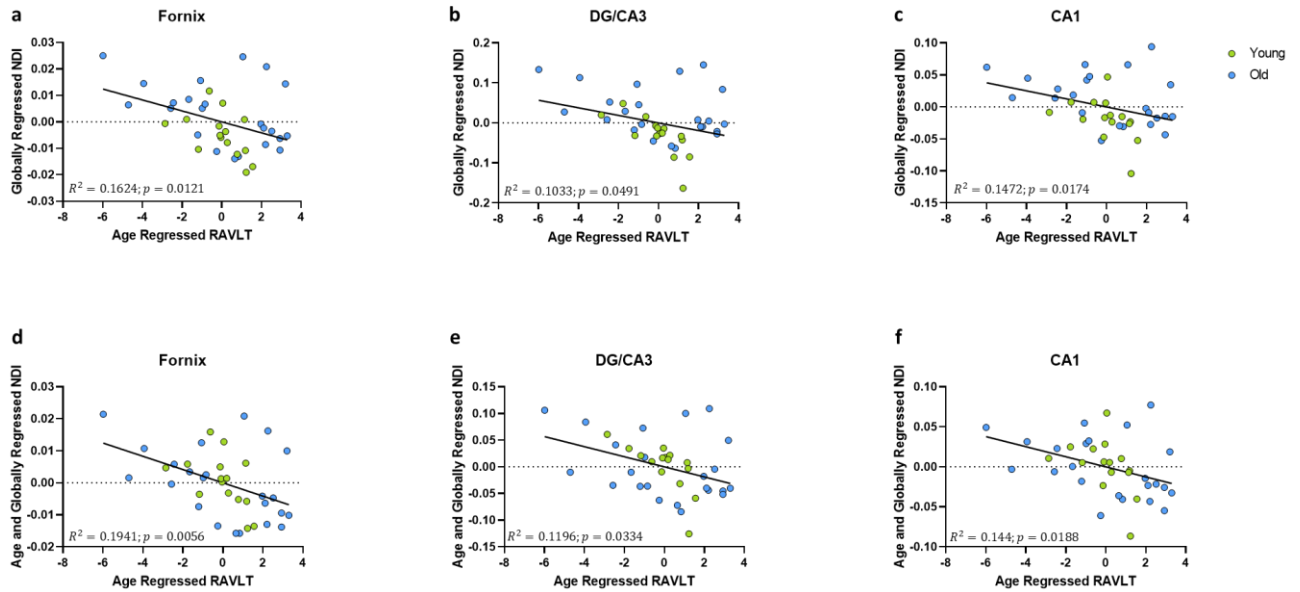 a
Fornix
Globally Regressed NDI
0.03
0.02
0.01
0.00
-0.01
-0.02
-0.03
R² = 0.1624; p = 0.0121
-8 -6 -4 -2 0 2 4
Age Regressed RAVLT
b
DG/CA3
Globally Regressed NDI
0.2
0.1
0.0
-0.1
-0.2
R² = 0.1033; p = 0.0491
-8 -6 -4 -2 0 2 4
Age Regressed RAVLT
c
CA1
Globally Regressed NDI
0.10
0.05
0.00
-0.05
-0.10
-0.15
R² = 0.1472; p = 0.0174
-8 -6 -4 -2 0 2 4
Age Regressed RAVLT
Young
Old
d
Fornix
Age and Globally Regressed NDI
0.03
0.02
0.01
0.00
-0.01
-0.02
R² = 0.1941; p = 0.0056
-8 -6 -4 -2 0 2 4
Age Regressed RAVLT
e
DG/CA3
Age and Globally Regressed NDI
0.15
0.10
0.05
0.00
-0.05
-0.10
-0.15
R² = 0.1196; p = 0.0334
-8 -6 -4 -2 0 2 4
Age Regressed RAVLT
f
CA1
Age and Globally Regressed NDI
0.10
0.05
0.00
-0.05
-0.10
R² = 0.144; p = 0.0188
-8 -6 -4 -2 0 2 4
Age Regressed RAVLT